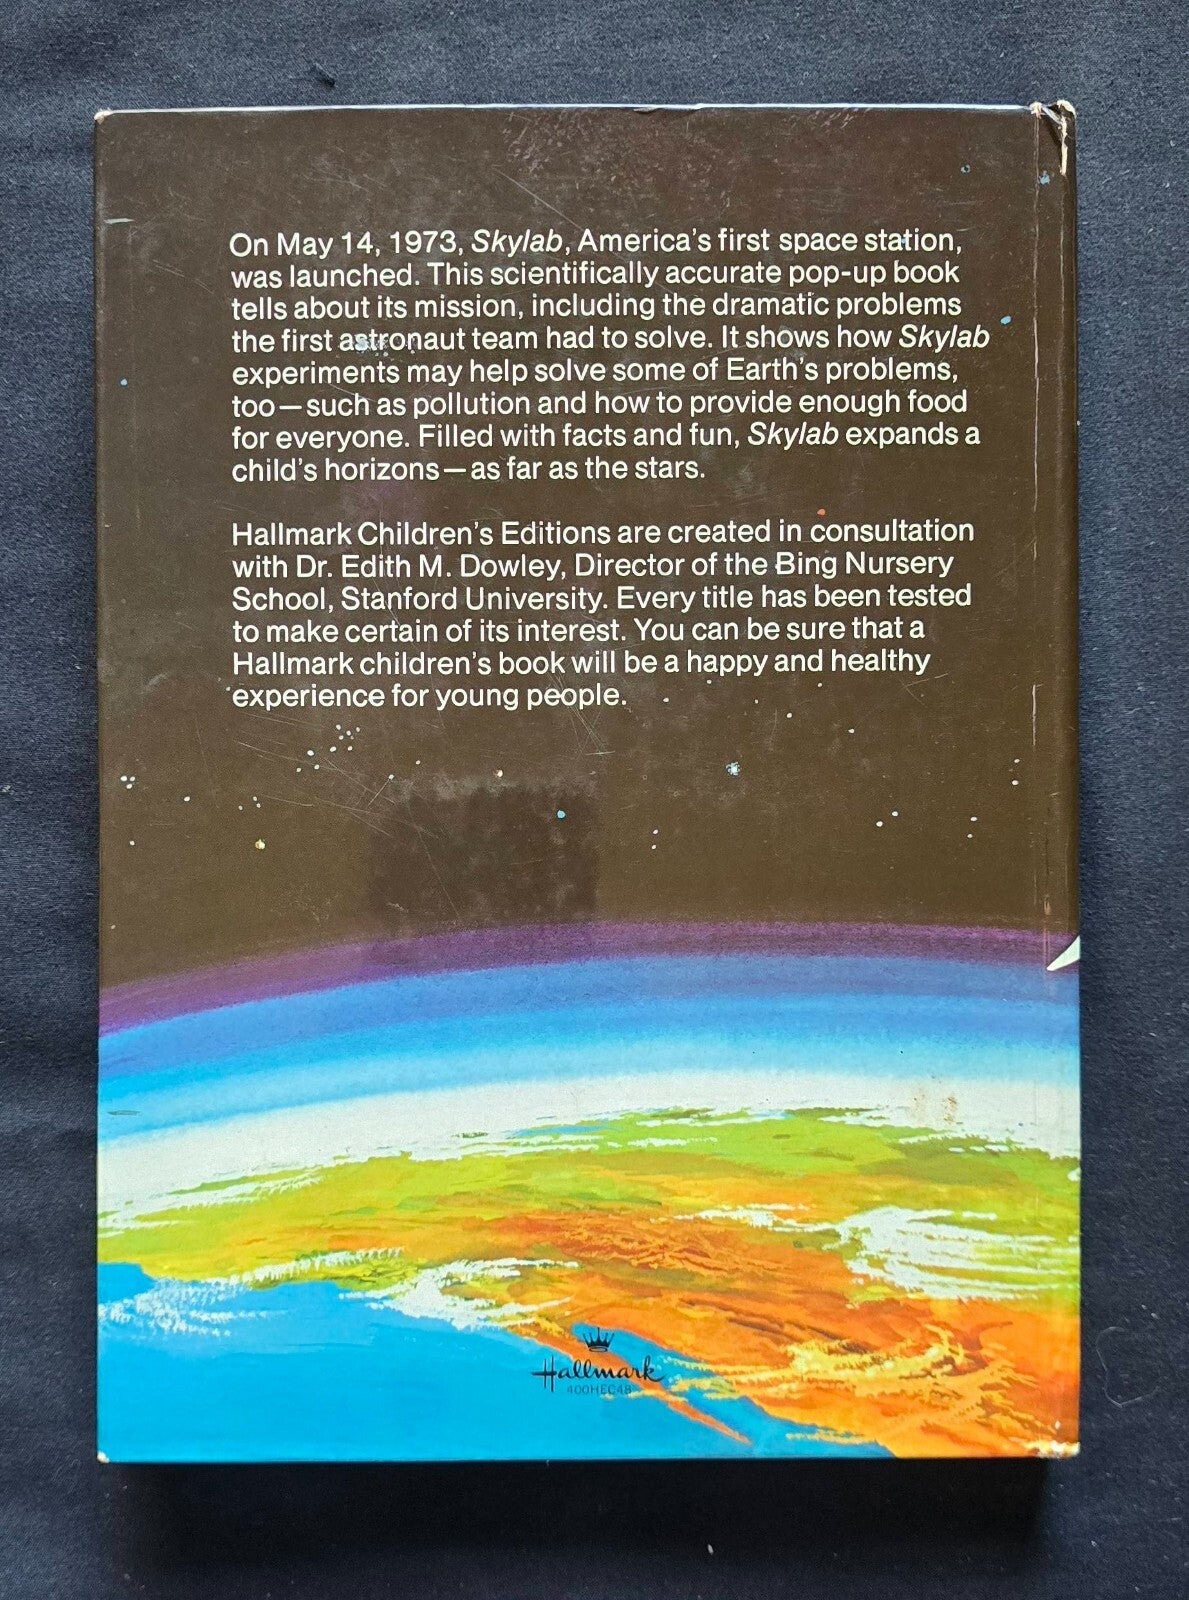 On May 14, 1973, Skylab, America's first space station,
was launched. This scientifically accurate pop-up book
tells about its mission, including the dramatic problems
the first astronaut team had to solve. It shows how Skylab
experiments may help solve some of Earth's problems,
too—such as pollution and how to provide enough food
for everyone. Filled with facts and fun, Skylab expands a
child's horizons—as far as the stars.
Hallmark Children's Editions are created in consultation
with Dr. Edith M. Dowley, Director of the Bing Nursery
School, Stanford University. Every title has been tested
to make certain of its interest. You can be sure that a
Hallmark children's book will be a happy and healthy
experience for young people.
Hallmark
400HEC48